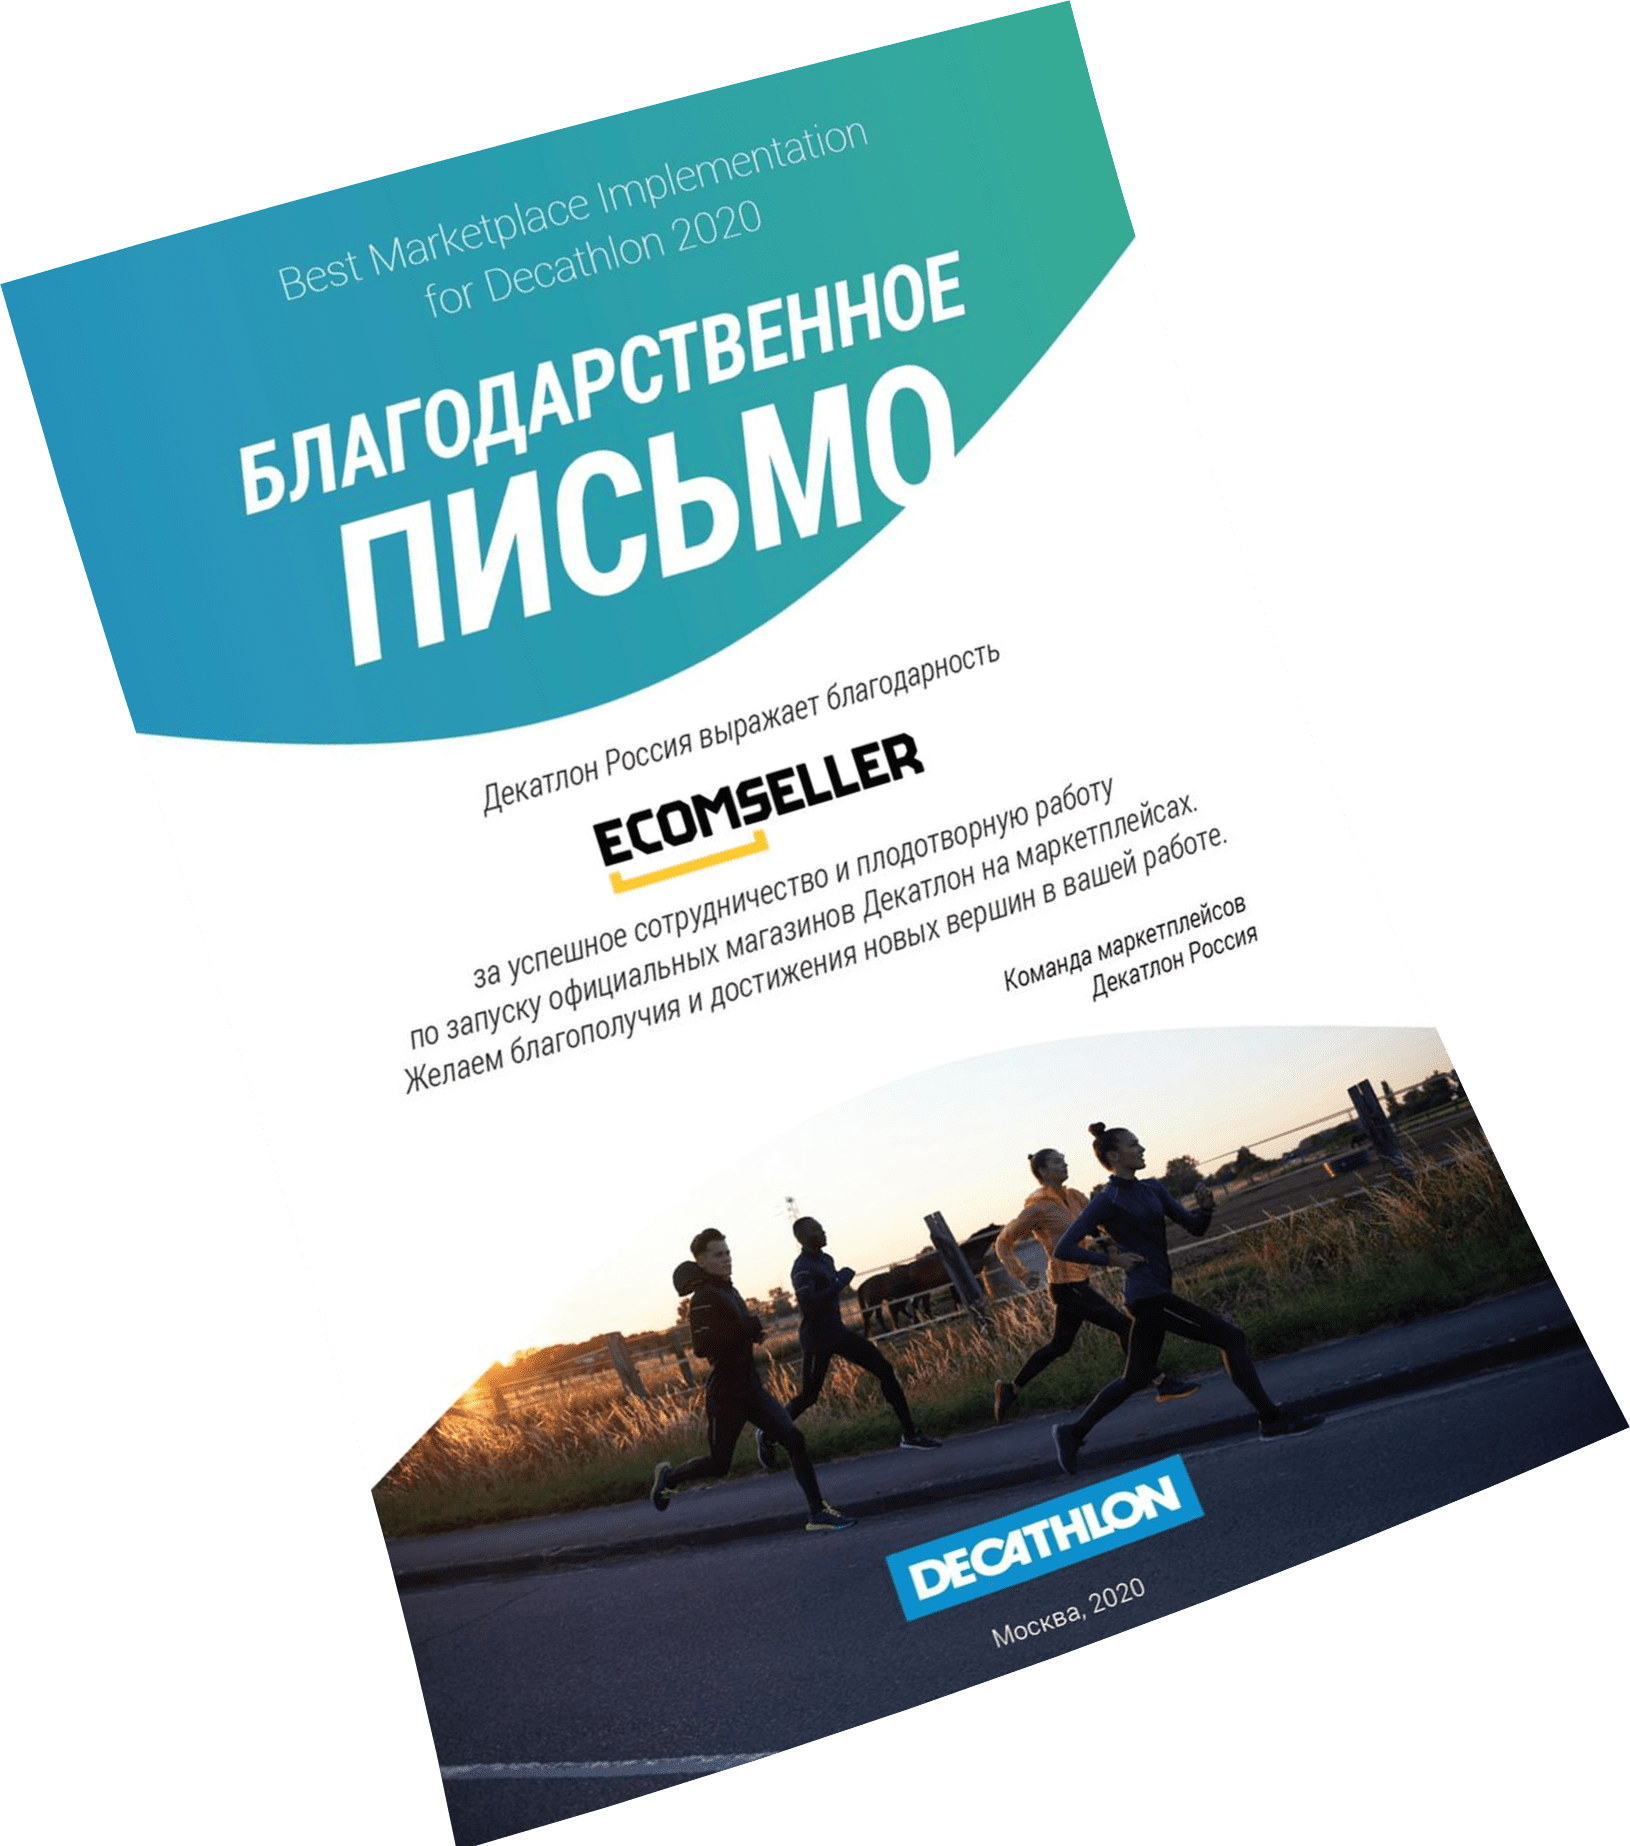 Best Marketplace Implementation
for Decathlon 2020
БЛАГОДАРСТВЕННОЕ
ПИСЬМО
Декатлон Россия выражает благодарность
ECOMSELLER
за успешное сотрудничество и плодотворную работу
по запуску официальных магазинов Декатлон на маркетплейсах.
Желаем благополучия и достижения новых вершин в вашей работе.
Команда маркетплейсов
Декатлон Россия
DECATHLON
Москва, 2020